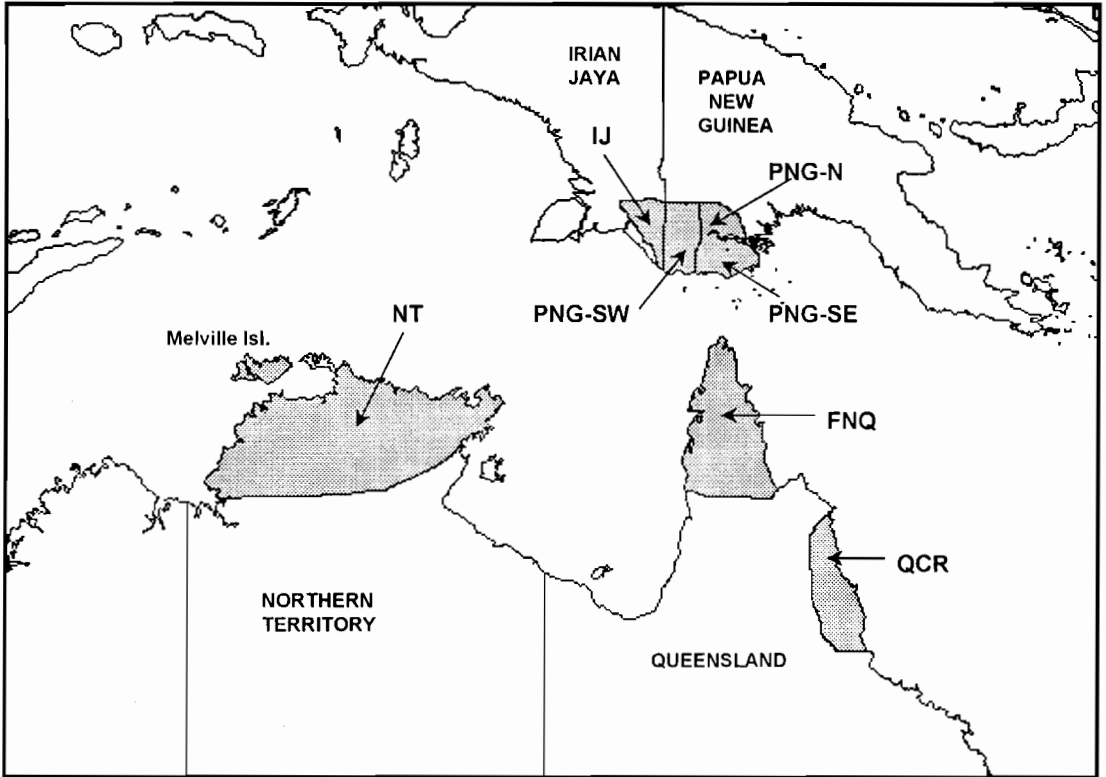 IRIAN
JAYA
PAPUA
NEW
GUINEA
IJ
PNG-N
PNG-SW
PNG-SE
NT
Melville Isl.
FNQ
QCR
NORTHERN
TERRITORY
QUEENSLAND